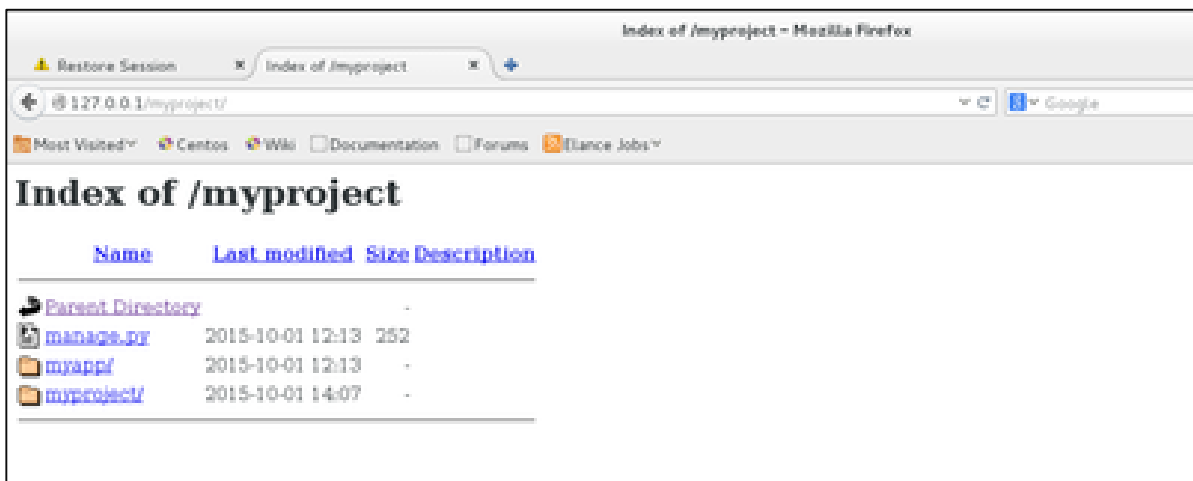 Index of /myproject - Mozilla Firefox
Restore Session
Index of /myproject
127.0.0.1/myproject/
Google
Most Visited Centos Wiki Documentation Forums Elance Jobs
Index of /myproject
Name Last modified Size Description
Parent Directory -
manage.py 2015-10-01 12:13 252
myapp/ 2015-10-01 12:13 -
myproject/ 2015-10-01 14:07 -